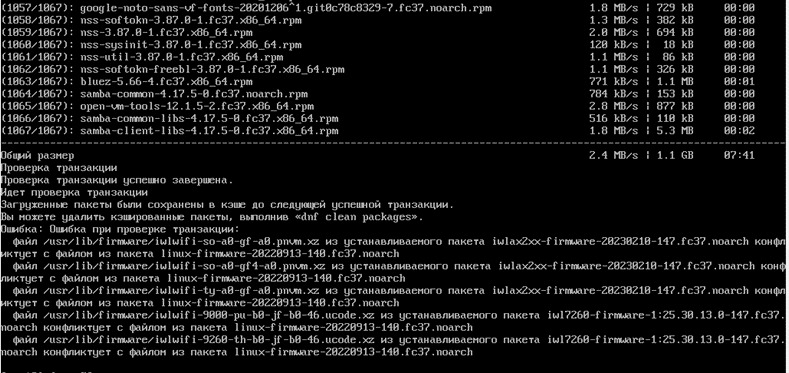 (1057/1067): google-noto-sans-vf-fonts-20201206^1.git0c78c8329-7.fc37.noarch.rpm 1.8 MB/s | 729 kB 00:00
(1058/1067): nss-softokn-3.87.0-1.fc37.x86_64.rpm 1.3 MB/s | 382 kB 00:00
(1059/1067): nss-3.87.0-1.fc37.x86_64.rpm 2.0 MB/s | 694 kB 00:00
(1060/1067): nss-sysinit-3.87.0-1.fc37.x86_64.rpm 120 kB/s | 18 kB 00:00
(1061/1067): nss-util-3.87.0-1.fc37.x86_64.rpm 1.1 MB/s | 86 kB 00:00
(1062/1067): nss-softokn-freebl-3.87.0-1.fc37.x86_64.rpm 1.1 MB/s | 326 kB 00:00
(1063/1067): bluez-5.66-4.fc37.x86_64.rpm 771 kB/s | 1.1 MB 00:01
(1064/1067): samba-common-4.17.5-0.fc37.noarch.rpm 784 kB/s | 153 kB 00:00
(1065/1067): open-vm-tools-12.1.5-2.fc37.x86_64.rpm 2.8 MB/s | 877 kB 00:00
(1066/1067): samba-common-libs-4.17.5-0.fc37.x86_64.rpm 516 kB/s | 110 kB 00:00
(1067/1067): samba-client-libs-4.17.5-0.fc37.x86_64.rpm 1.8 MB/s | 5.3 MB 00:02
Общий размер 2.4 MB/s | 1.1 GB 07:41
Проверка транзакции
Проверка транзакции успешно завершена.
Идет проверка транзакции
Загруженные пакеты были сохранены в кэше до следующей успешной транзакции.
Вы можете удалить кэшированные пакеты, выполнив «dnf clean packages».
Ошибка: Ошибка при проверке транзакции:
файл /usr/lib/firmware/iwlwifi-so-a0-gf-a0.pnvm.xz из устанавливаемого пакета iwlax2xx-firmware-20230210-147.fc37.noarch конфл
иктует с файлом из пакета linux-firmware-20220913-140.fc37.noarch
файл /usr/lib/firmware/iwlwifi-so-a0-gf4-a0.pnvm.xz из устанавливаемого пакета iwlax2xx-firmware-20230210-147.fc37.noarch конф
ликтует с файлом из пакета linux-firmware-20220913-140.fc37.noarch
файл /usr/lib/firmware/iwlwifi-ty-a0-gf-a0.pnvm.xz из устанавливаемого пакета iwlax2xx-firmware-20230210-147.fc37.noarch конфл
иктует с файлом из пакета linux-firmware-20220913-140.fc37.noarch
файл /usr/lib/firmware/iwlwifi-9000-pu-b0-jf-b0-46.ucode.xz из устанавливаемого пакета iwl7260-firmware-1:25.30.13.0-147.fc37.
noarch конфликтует с файлом из пакета linux-firmware-20220913-140.fc37.noarch
файл /usr/lib/firmware/iwlwifi-9260-th-b0-jf-b0-46.ucode.xz из устанавливаемого пакета iwl7260-firmware-1:25.30.13.0-147.fc37.
noarch конфликтует с файлом из пакета linux-firmware-20220913-140.fc37.noarch